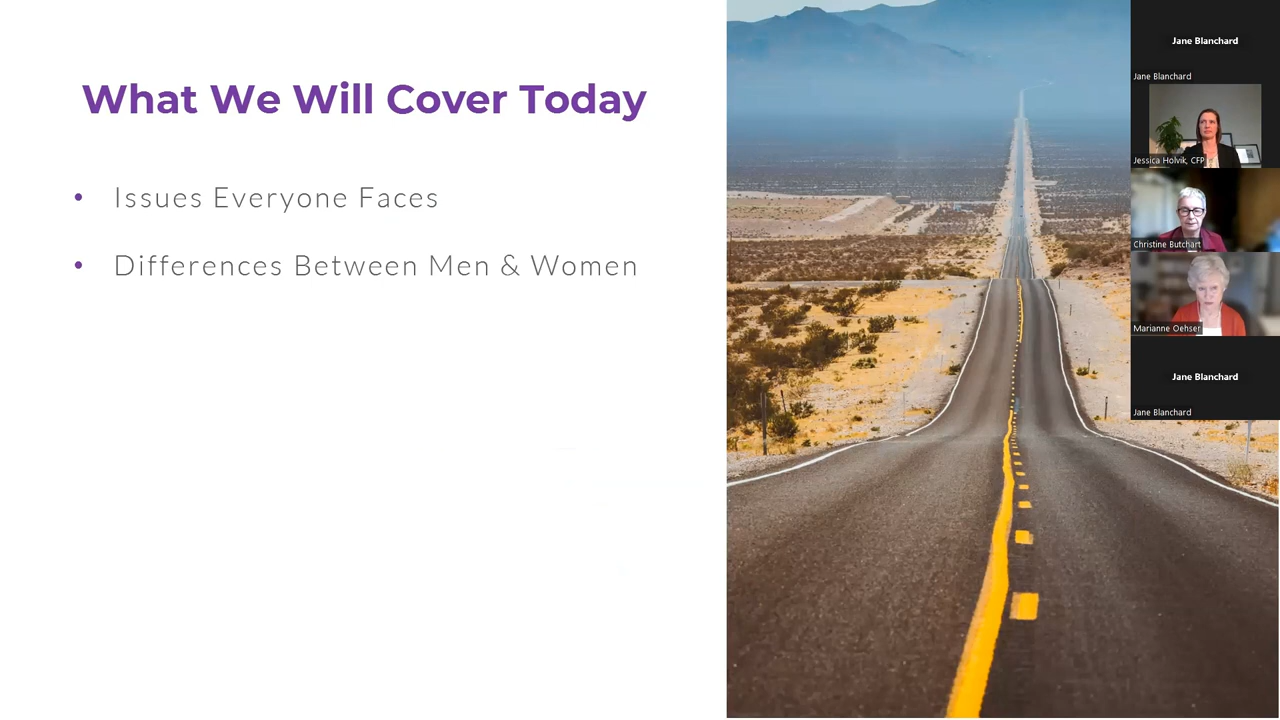 What We Will Cover Today
• Issues Everyone Faces
• Differences Between Men & Women
Jane Blanchard
Jane Blanchard
Jessica Holvik, CFP
Christine Butchart
Marianne Oehser
Jane Blanchard
Jane Blanchard